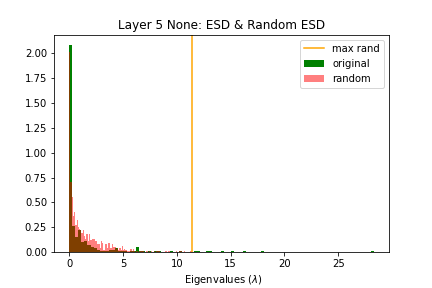 Layer 5 None: ESD & Random ESD
max rand
original
random
2.00
1.75
1.50
1.25
1.00
0.75
0.50
0.25
0.00
0 5 10 15 20 25
Eigenvalues (λ)